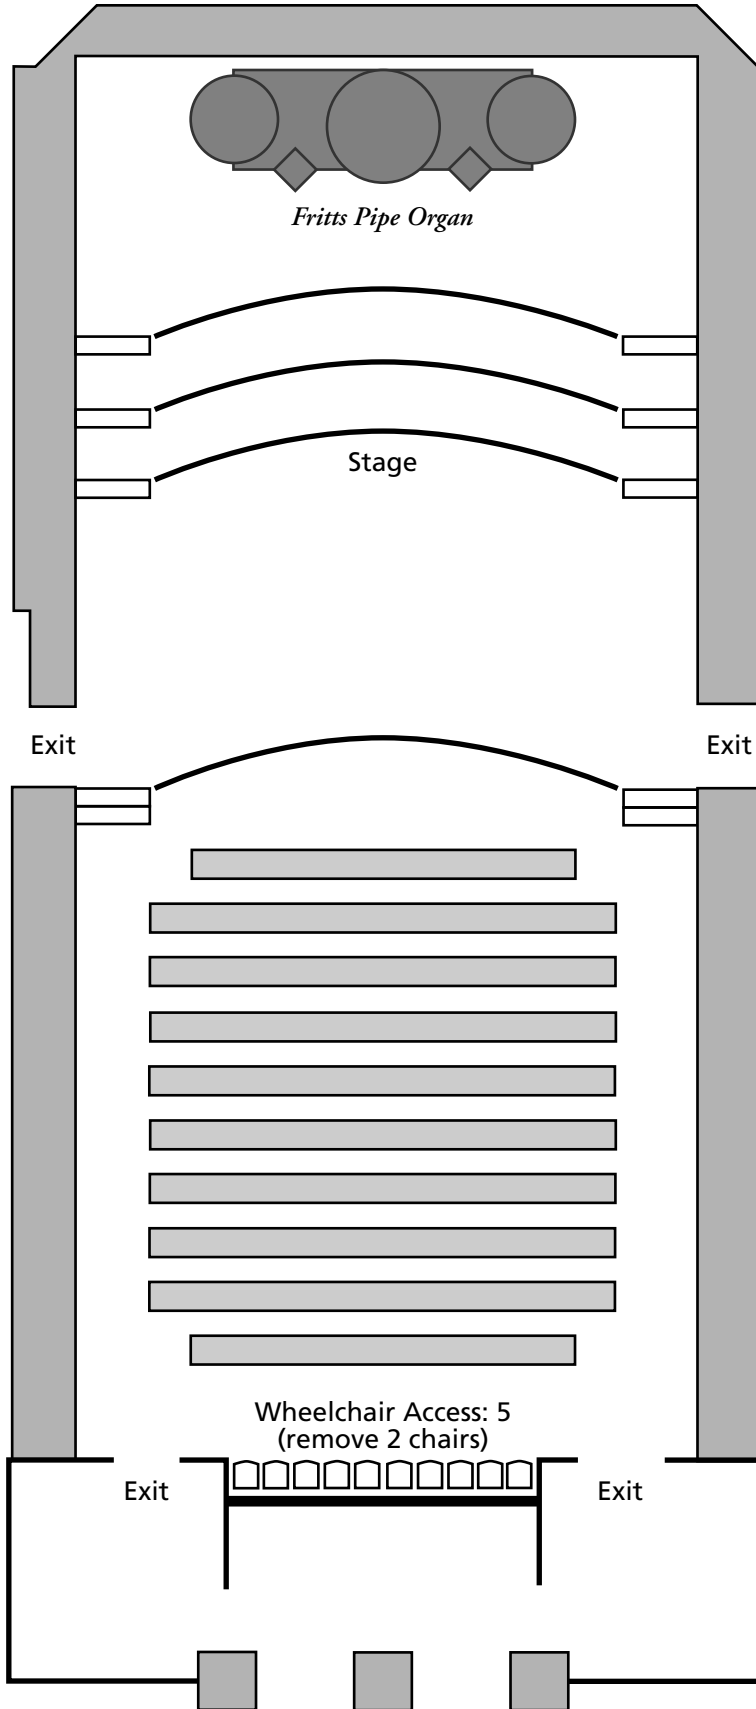 Fritts Pipe Organ
Stage
Exit
Exit
Wheelchair Access: 5
(remove 2 chairs)
Exit
Exit